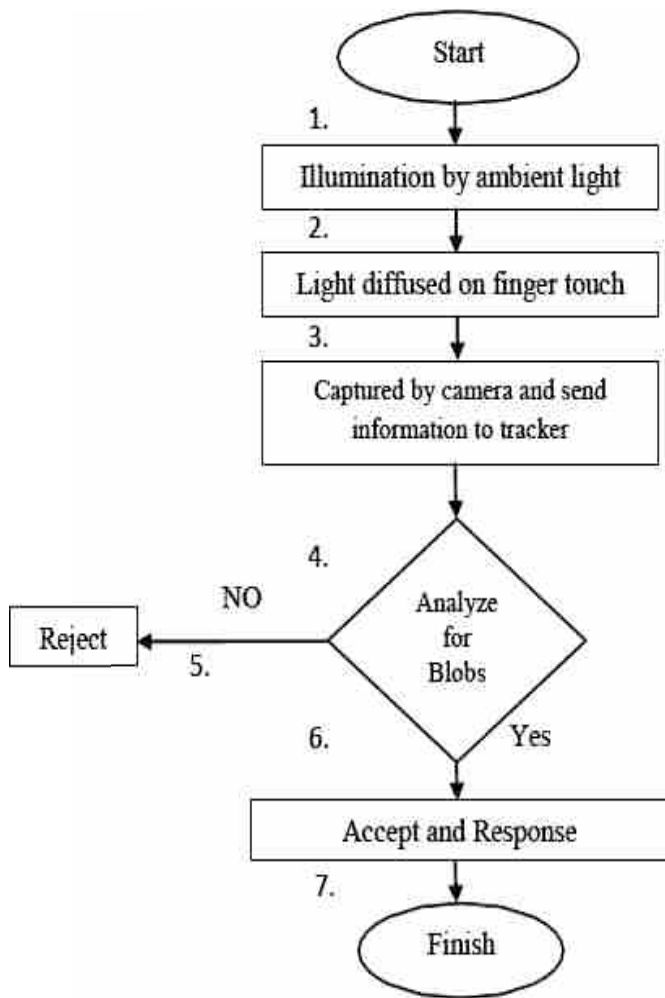 Start
1.
Illumination by ambient light
2.
Light diffused on finger touch
3.
Captured by camera and send
information to tracker
4.
Analyze
for
Blobs
NO
Reject
5.
6.
Yes
Accept and Response
7.
Finish